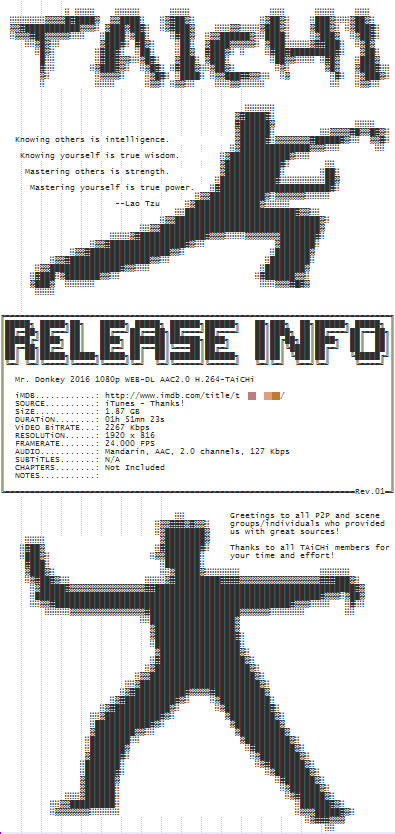 TAiCHi
Knowing others is intelligence.
Knowing yourself is true wisdom.
Mastering others is strength.
Mastering yourself is true power.
--Lao Tzu
RELEASE INFO
Mr. Donkey 2016 1080p WEB-DL AAC2.0 H.264-TAiCHi
iMDB...........: http://www.imdb.com/title/t /
SOURCE.........: iTunes - Thanks!
SiZE...........: 1.87 GB
DURATiON.......: 01h 51mn 23s
ViDEO BiTRATE...: 2267 Kbps
RESOLUTiON.....: 1920 x 816
FRAMERATE......: 24.000 FPS
AUDiO..........: Mandarin, AAC, 2.0 channels, 127 Kbps
SUBTiTLES......: N/A
CHAPTERS.......: Not Included
NOTES..........:
Rev.01
Greetings to all P2P and scene
groups/individuals who provided
us with great sources!
Thanks to all TAiCHi members for
your time and effort!